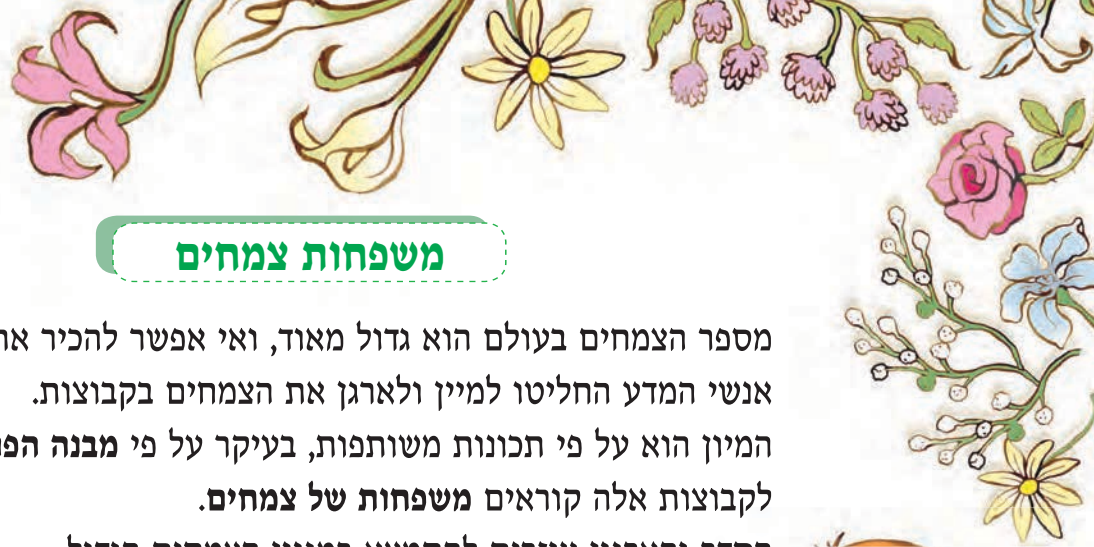 משפחות צמחים
מספר הצמחים בעולם הוא גדול מאוד, ואי אפשר להכיר
אנשי המדע החליטו למיין ולארגן את הצמחים בקבוצות.
המיון הוא על פי תכונות משותפות, בעיקר על פי מבנה
לקבוצות אלה קוראים משפחות של צמחים.